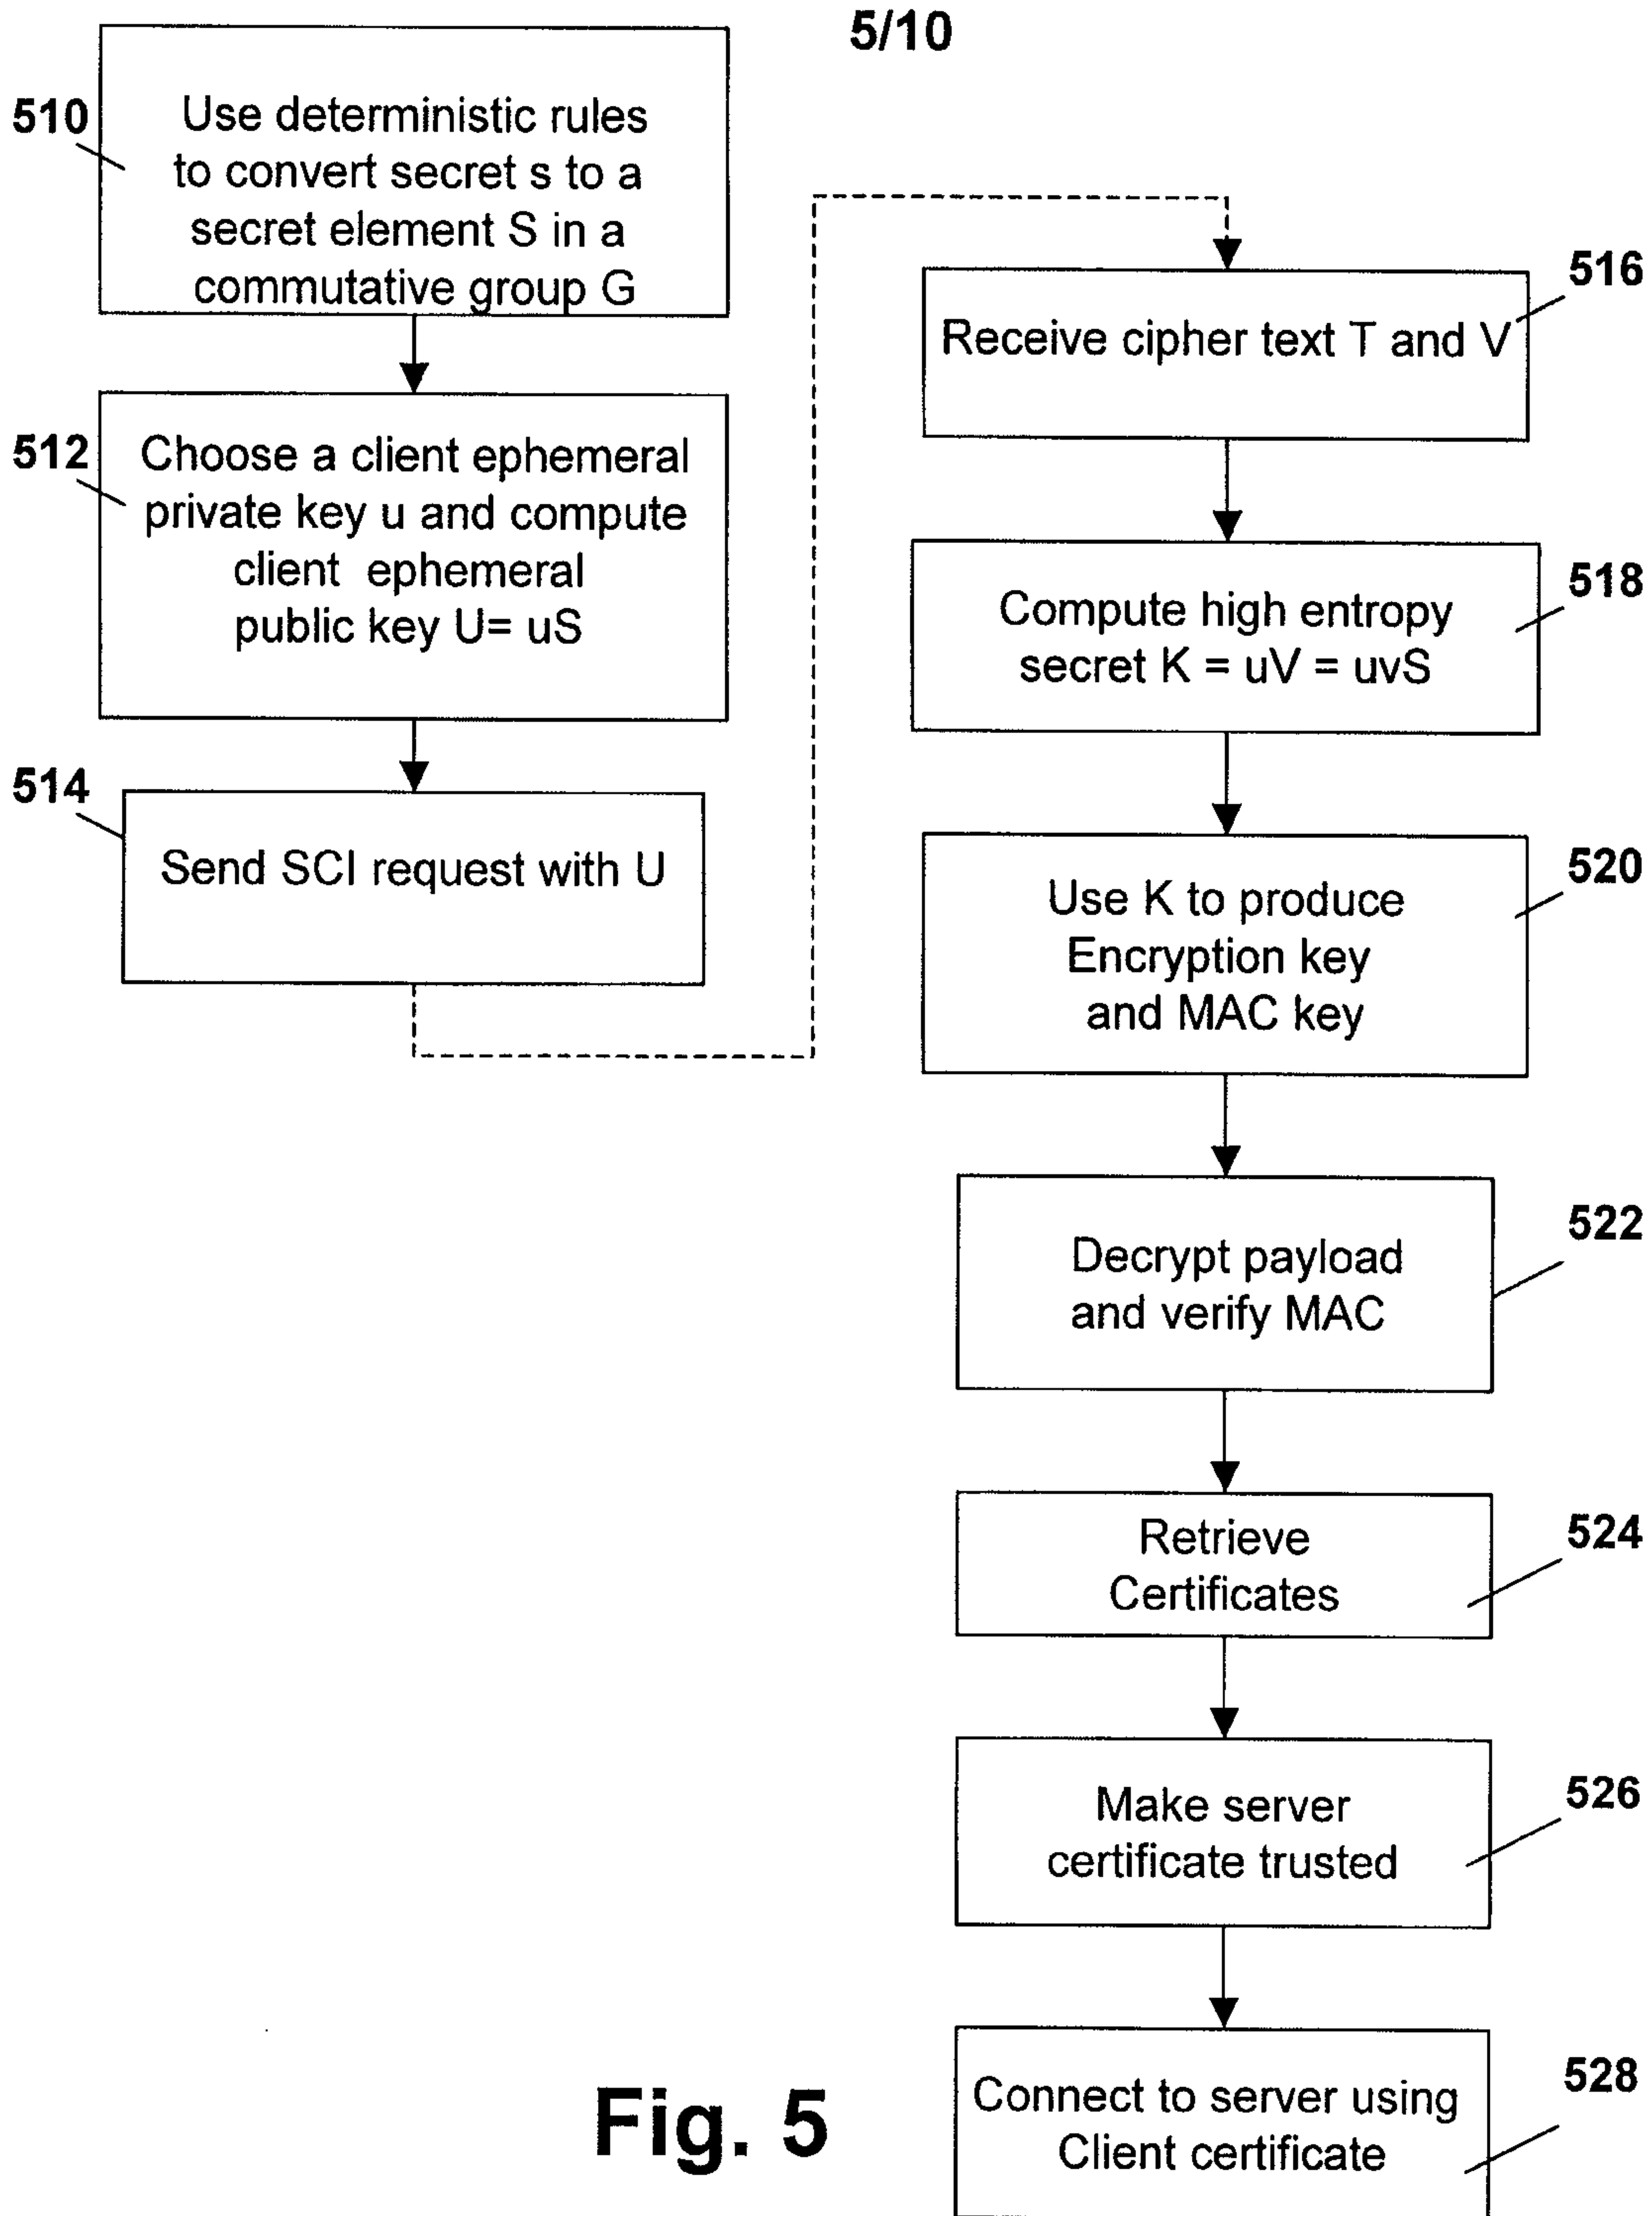 5/10
510
Use deterministic rules
to convert secret s to a
secret element S in a
commutative group G
512
Choose a client ephemeral
private key u and compute
client ephemeral
public key U= uS
514
Send SCI request with U
516
Receive cipher text T and V
518
Compute high entropy
secret K = uV = uvS
520
Use K to produce
Encryption key
and MAC key
522
Decrypt payload
and verify MAC
524
Retrieve
Certificates
526
Make server
certificate trusted
528
Connect to server using
Client certificate
Fig. 5